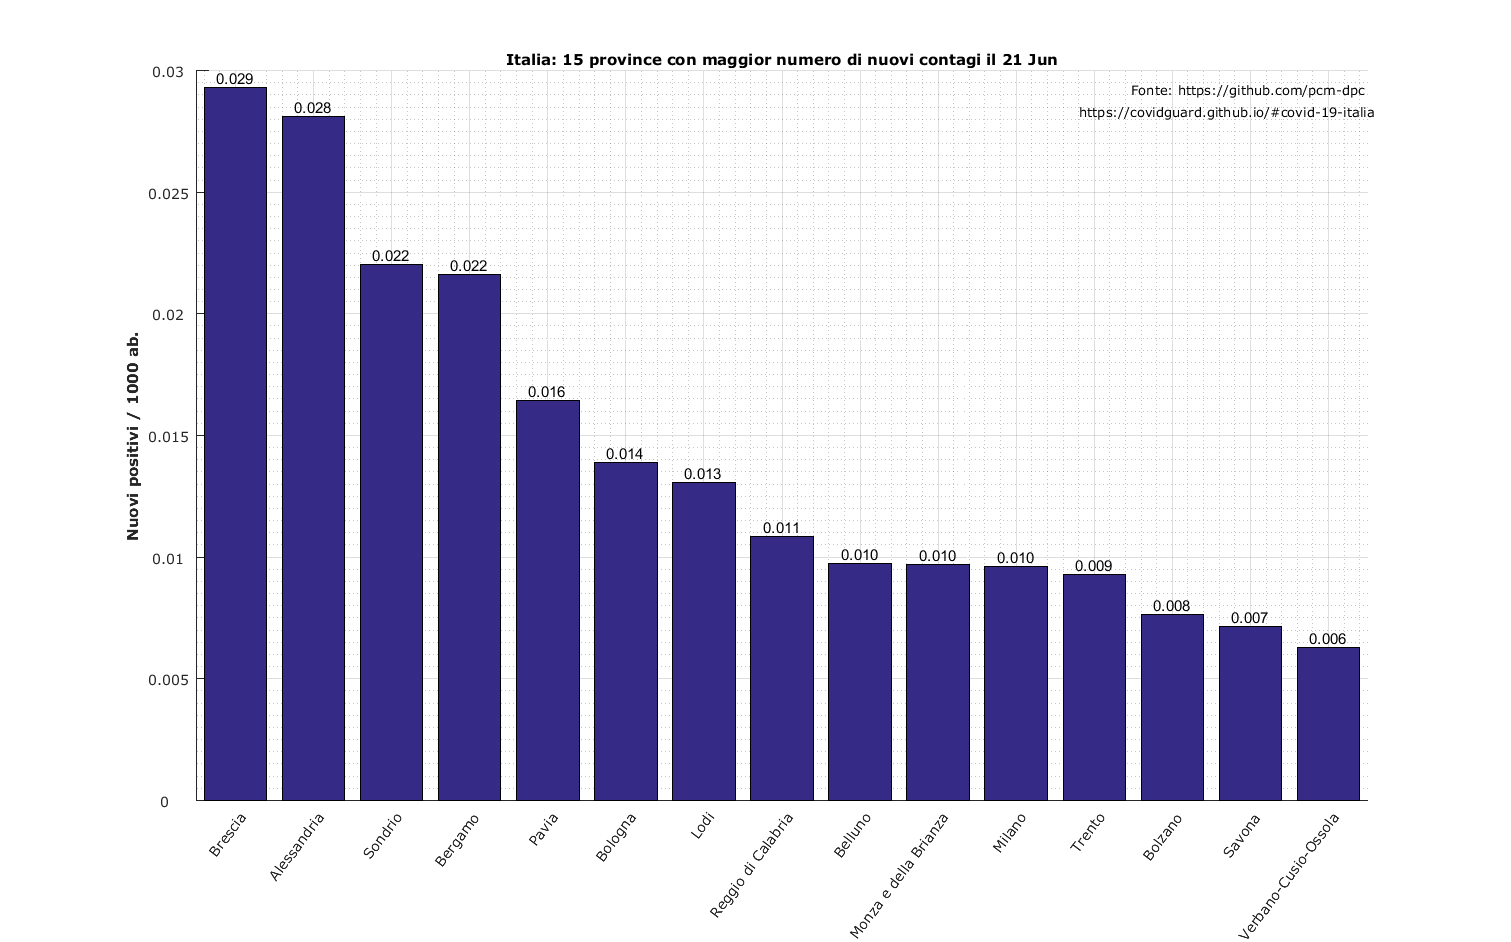 Italia: 15 province con maggior numero di nuovi contagi il 21 Jun
Fonte: https://github.com/pcm-dpc
https://covidguard.github.io/#covid-19-italia
Nuovi positivi / 1000 ab.
0.03
0.025
0.02
0.015
0.01
0.005
0
0.029
0.028
0.022
0.022
0.016
0.014
0.013
0.011
0.010
0.010
0.010
0.009
0.008
0.007
0.006
Brescia
Alessandria
Sondrio
Bergamo
Pavia
Bologna
Lodi
Reggio di Calabria
Belluno
Monza e della Brianza
Milano
Trento
Bolzano
Savona
Verbano-Cusio-Ossola